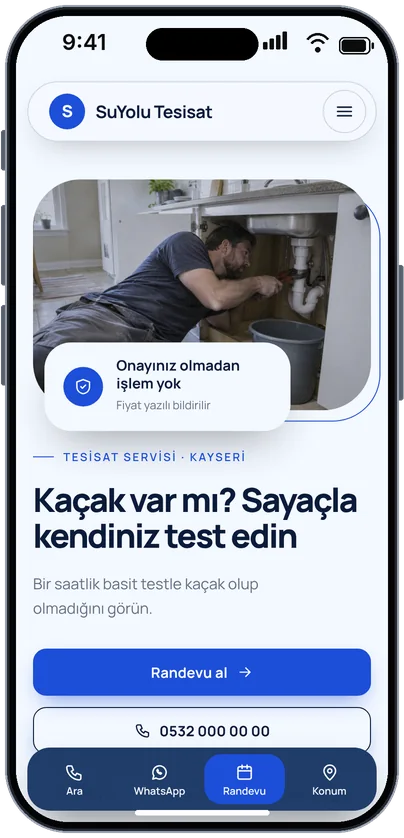 9:41
S
SuYolu Tesisat
Onayınız olmadan
işlem yok
Fiyat yazılı bildirilir
TESİSAT SERVİSİ · KAYSERİ
Kaçak var mı? Sayaçla
kendiniz test edin
Bir saatlik basit testle kaçak olup
olmadığını görün.
Randevu al →
0532 000 00 00
Ara
WhatsApp
Randevu
Konum